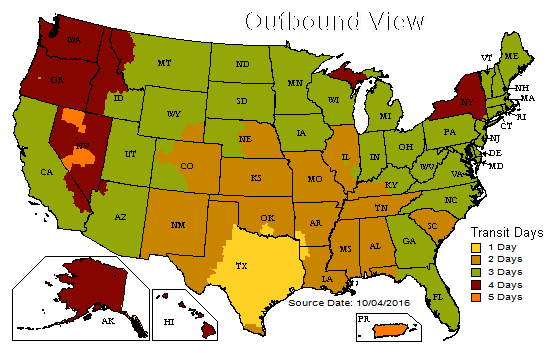 Outbound View
WA
MT
ND
MN
ME
VT
OR
ID
SD
WI
MI
NY
NH
MA
RI
CT
WY
IA
PA
NJ
NV
UT
NE
IL
IN
OH
DE
MD
CA
CO
KS
MO
KY
WV
VA
AZ
NM
OK
AR
TN
NC
SC
MS
AL
GA
TX
LA
FL
Transit Days
1 Day
2 Days
3 Days
4 Days
5 Days
Source Date: 10/04/2016
AK
HI
PR